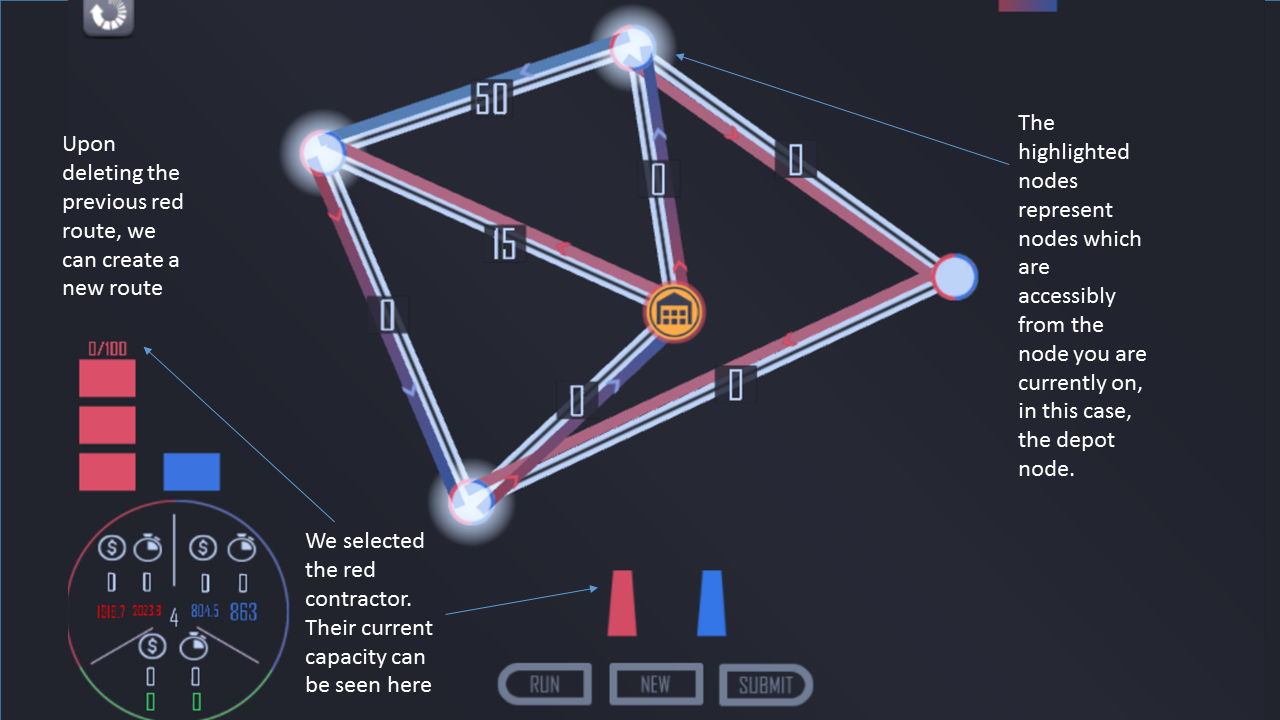 50
0
0
15
0
0
0
Upon
deleting the
previous red
route, we
can create a
new route
The
highlighted
nodes
represent
nodes which
are
accessibly
from the
node you are
currently on,
in this case,
the depot
node.
0/100
We selected
the red
contractor.
Their current
capacity can
be seen here
$ $
0 0 0 0
4 804.5 863
$
0 0
0 0
RUN NEW SUBMIT